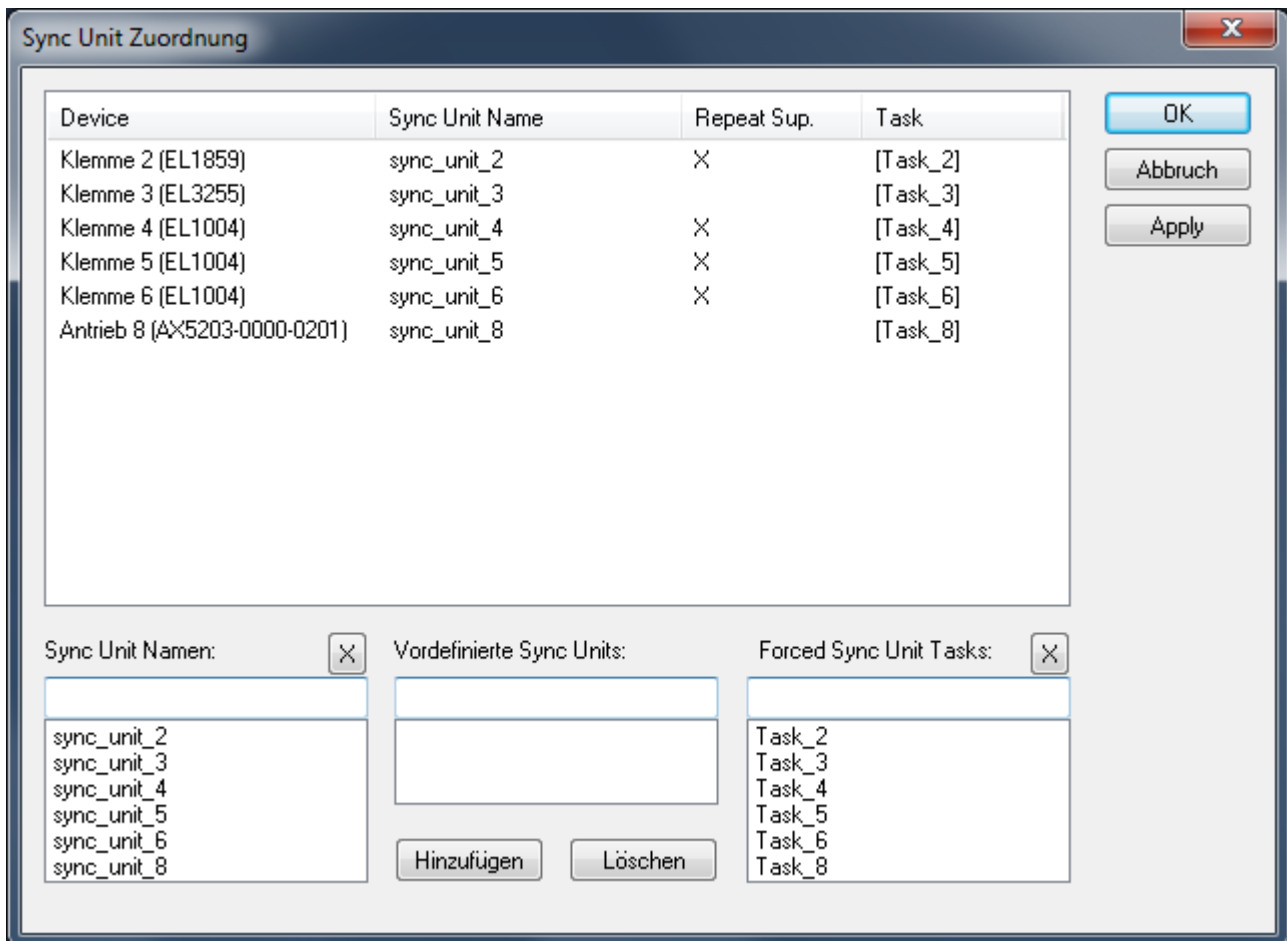 Sync Unit Zuordnung
Device Sync Unit Name Repeat Sup. Task
Klemme 2 (EL1859) sync_unit_2 X [Task_2]
Klemme 3 (EL3255) sync_unit_3 [Task_3]
Klemme 4 (EL1004) sync_unit_4 X [Task_4]
Klemme 5 (EL1004) sync_unit_5 X [Task_5]
Klemme 6 (EL1004) sync_unit_6 X [Task_6]
Antrieb 8 (AX5203-0000-0201) sync_unit_8 [Task_8]
OK
Abbruch
Apply
Sync Unit Namen: X
sync_unit_2
sync_unit_3
sync_unit_4
sync_unit_5
sync_unit_6
sync_unit_8
Vordefinierte Sync Units:
Hinzufügen Löschen
Forced Sync Unit Tasks: X
Task_2
Task_3
Task_4
Task_5
Task_6
Task_8